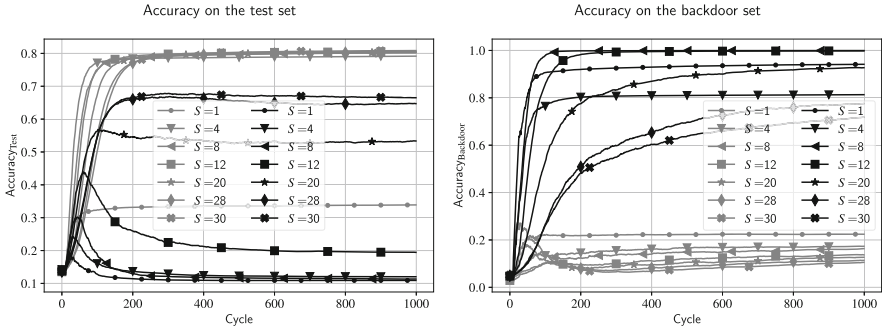 Accuracy on the test set
0.8
0.7
0.6
0.5
0.4
0.3
0.2
0.1
AccuracyTest
S = 1
S = 4
S = 8
S = 12
S = 20
S = 28
S = 30
S = 1
S = 4
S = 8
S = 12
S = 20
S = 28
S = 30
0
200
400
600
800
1000
Cycle
Accuracy on the backdoor set
1.0
0.8
0.6
0.4
0.2
0.0
AccuracyBackdoor
S = 1
S = 4
S = 8
S = 12
S = 20
S = 28
S = 30
S = 1
S = 4
S = 8
S = 12
S = 20
S = 28
S = 30
0
200
400
600
800
1000
Cycle